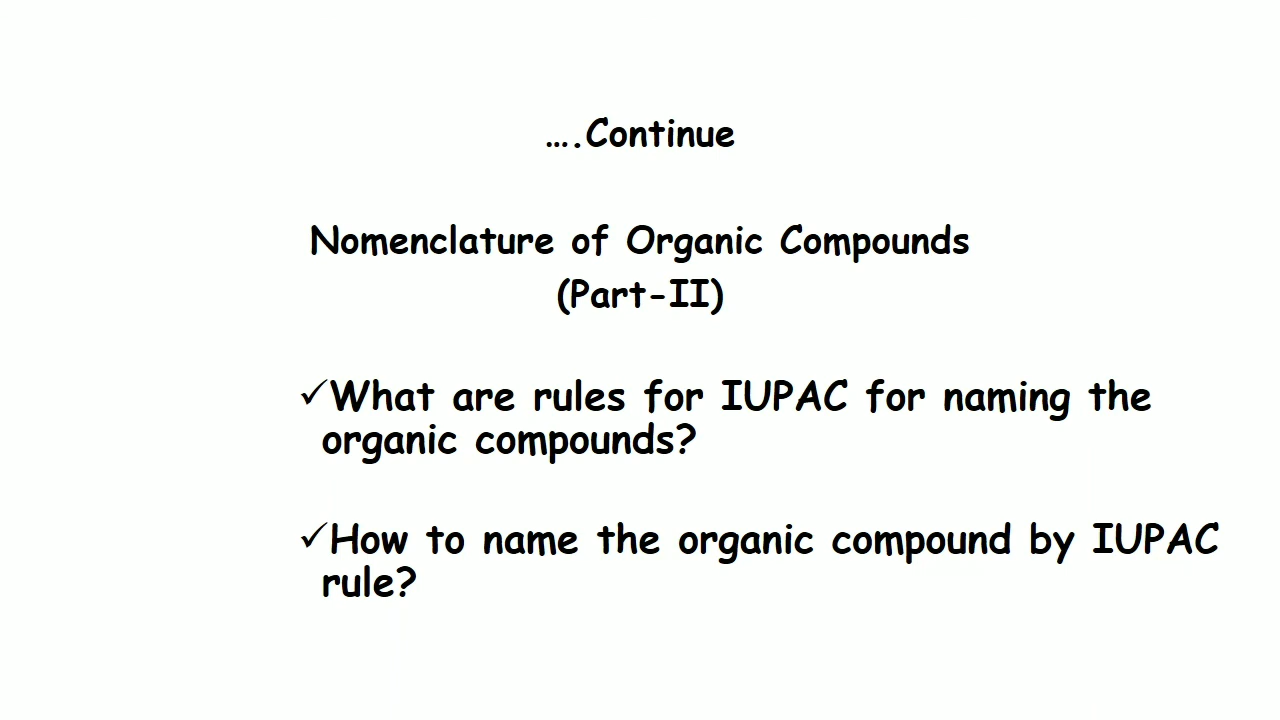 ….Continue
Nomenclature of Organic Compounds
(Part-II)
✓What are rules for IUPAC for naming the
organic compounds?
✓How to name the organic compound by IUPAC
rule?